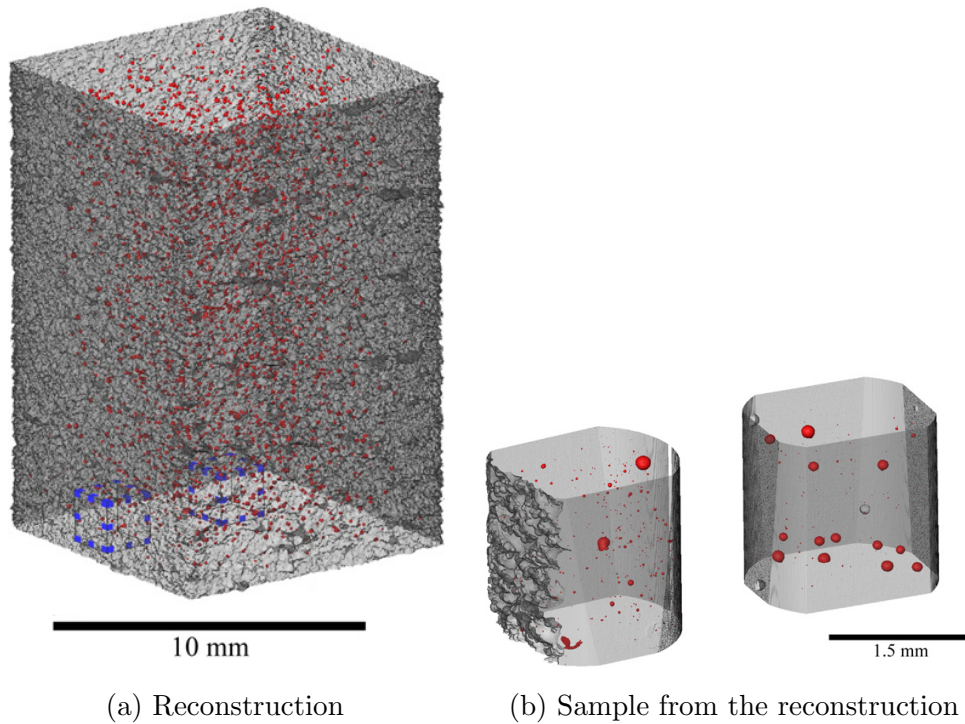 10 mm
1.5 mm
(a) Reconstruction
(b) Sample from the reconstruction